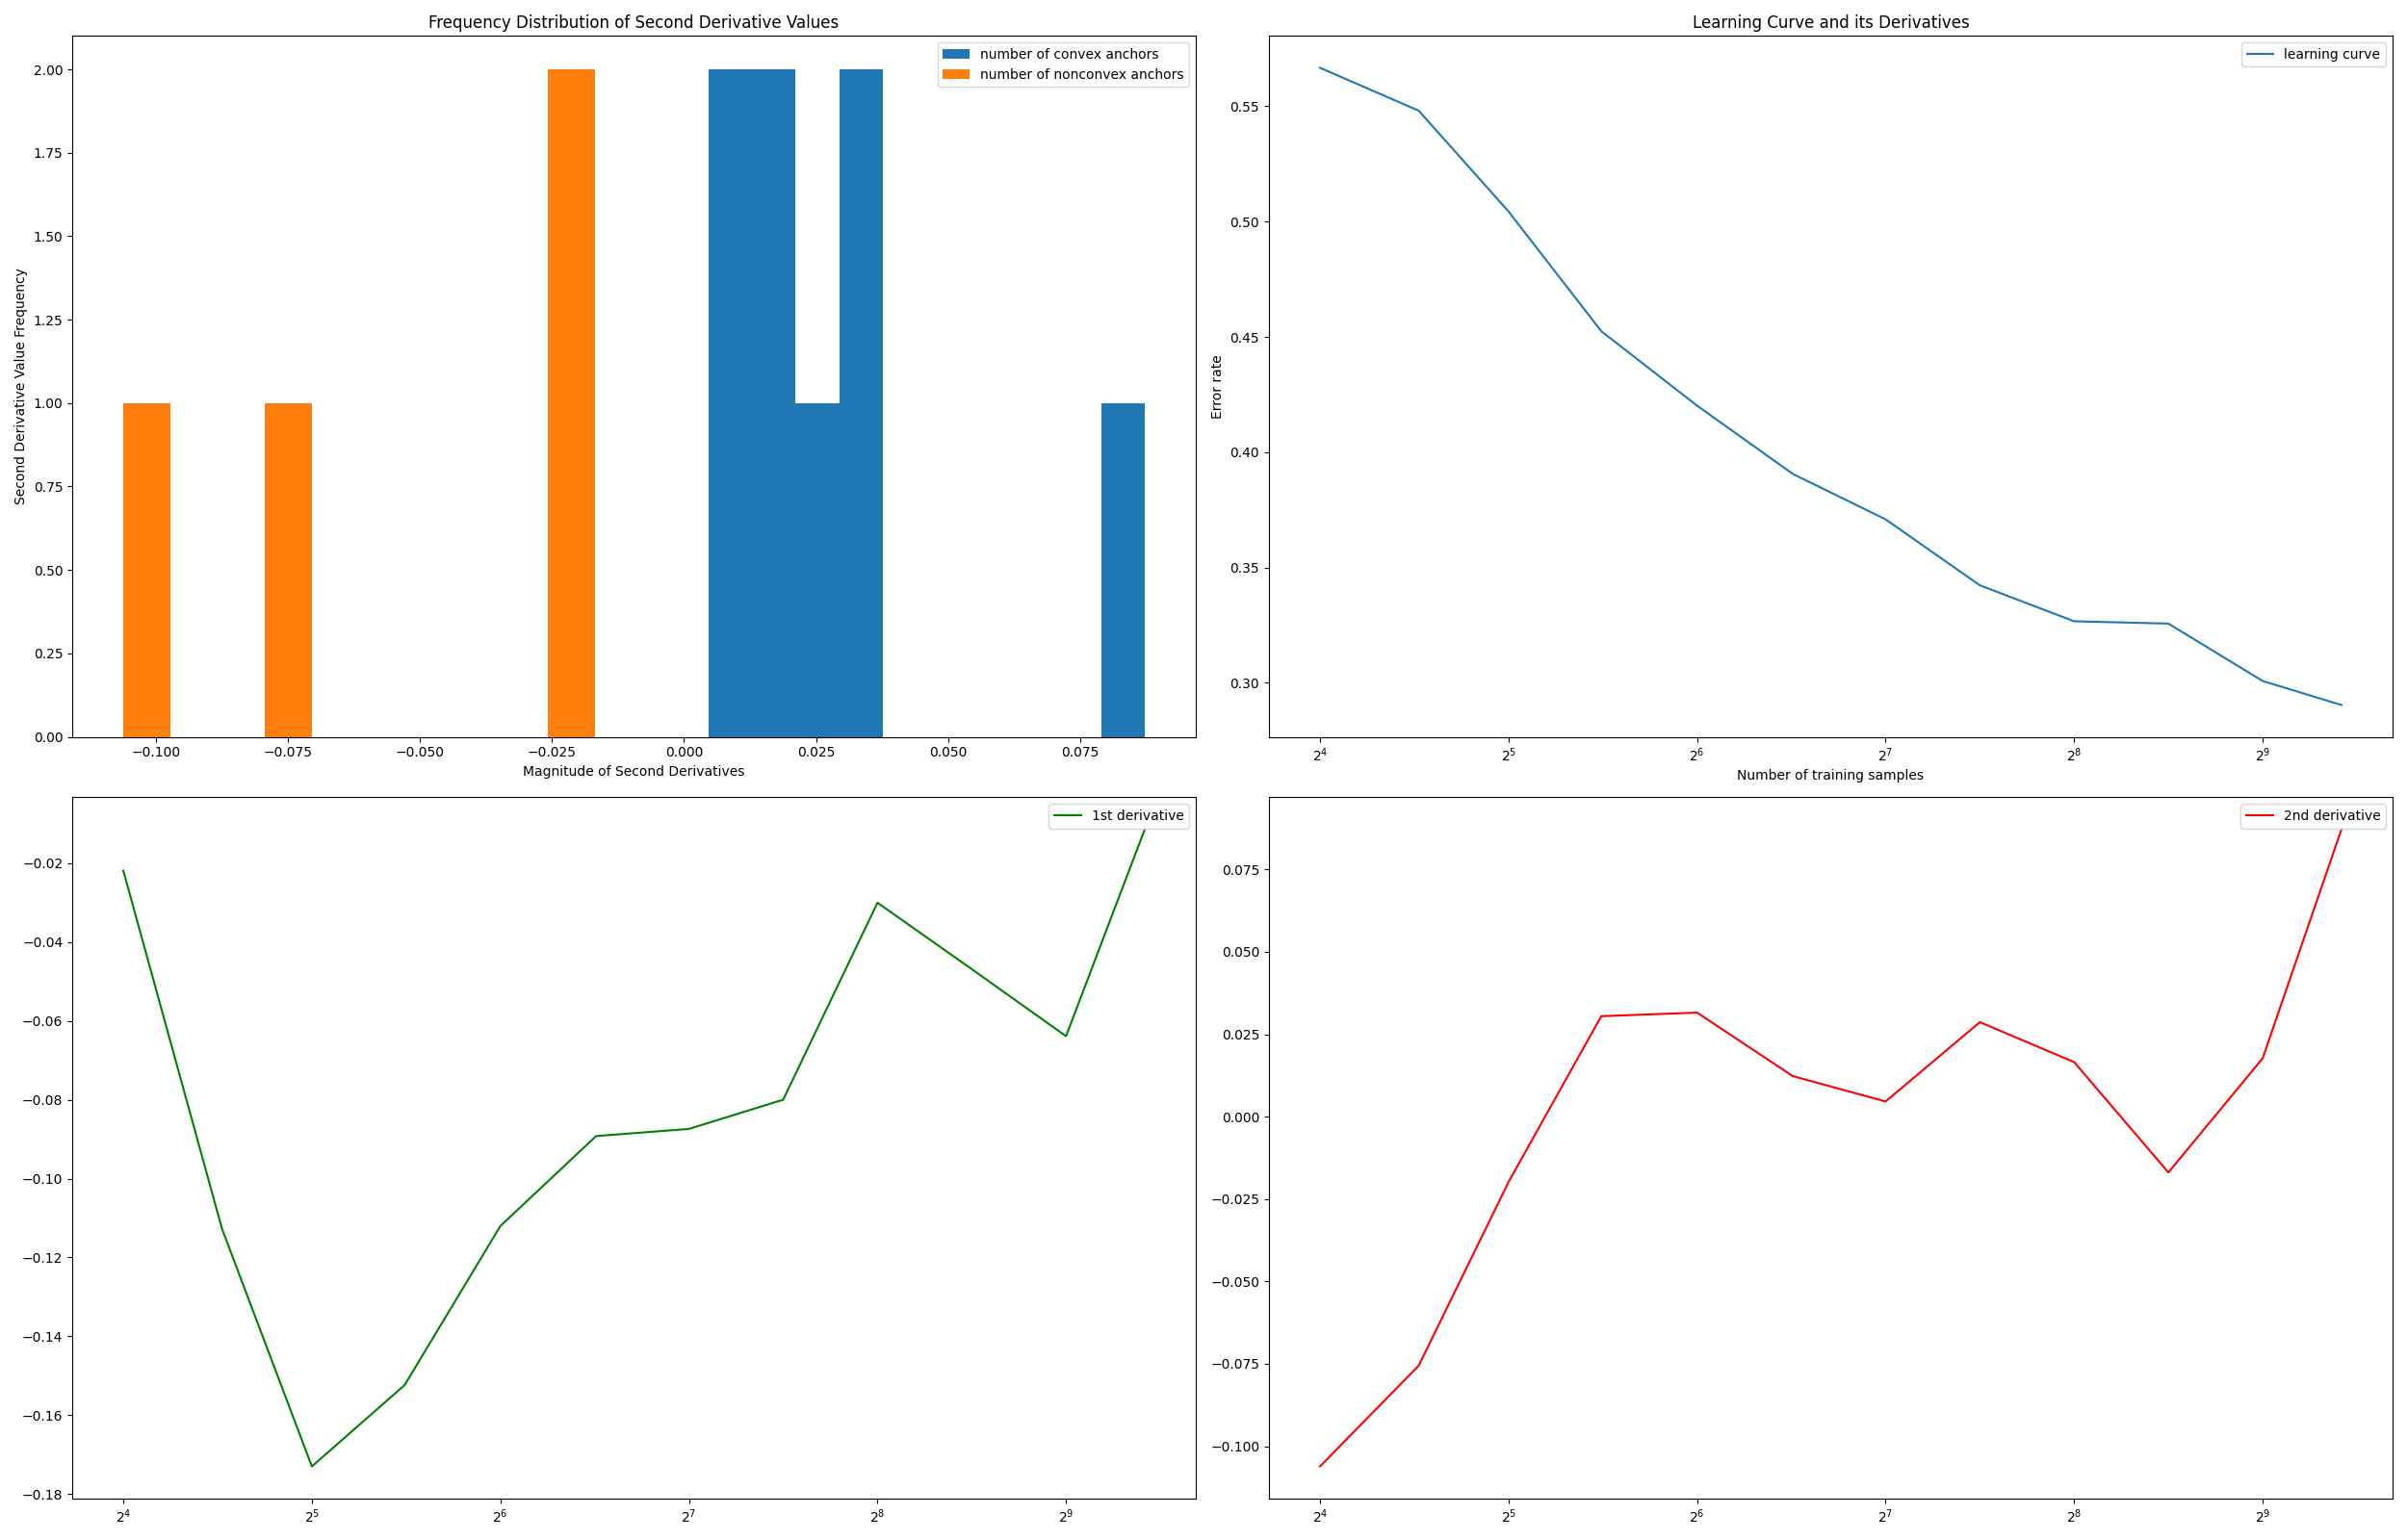 Frequency Distribution of Second Derivative Values
number of convex anchors
number of nonconvex anchors
2.00
1.75
1.50
1.25
1.00
0.75
0.50
0.25
0.00
Second Derivative Value Frequency
−0.100 −0.075 −0.050 −0.025 0.000 0.025 0.050 0.075
Magnitude of Second Derivatives
Learning Curve and its Derivatives
learning curve
0.55
0.50
0.45
0.40
0.35
0.30
Error rate
2⁴ 2⁵ 2⁶ 2⁷ 2⁸ 2⁹
Number of training samples
1st derivative
−0.02
−0.04
−0.06
−0.08
−0.10
−0.12
−0.14
−0.16
−0.18
2⁴ 2⁵ 2⁶ 2⁷ 2⁸ 2⁹
2nd derivative
0.075
0.050
0.025
0.000
−0.025
−0.050
−0.075
−0.100
2⁴ 2⁵ 2⁶ 2⁷ 2⁸ 2⁹